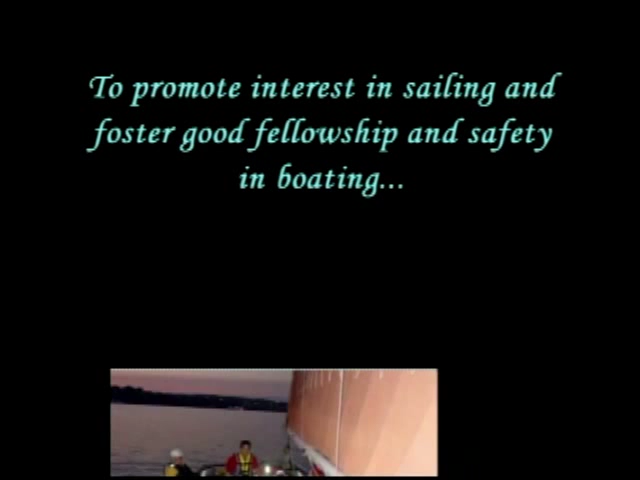 To promote interest in sailing and
foster good fellowship and safety
in boating...